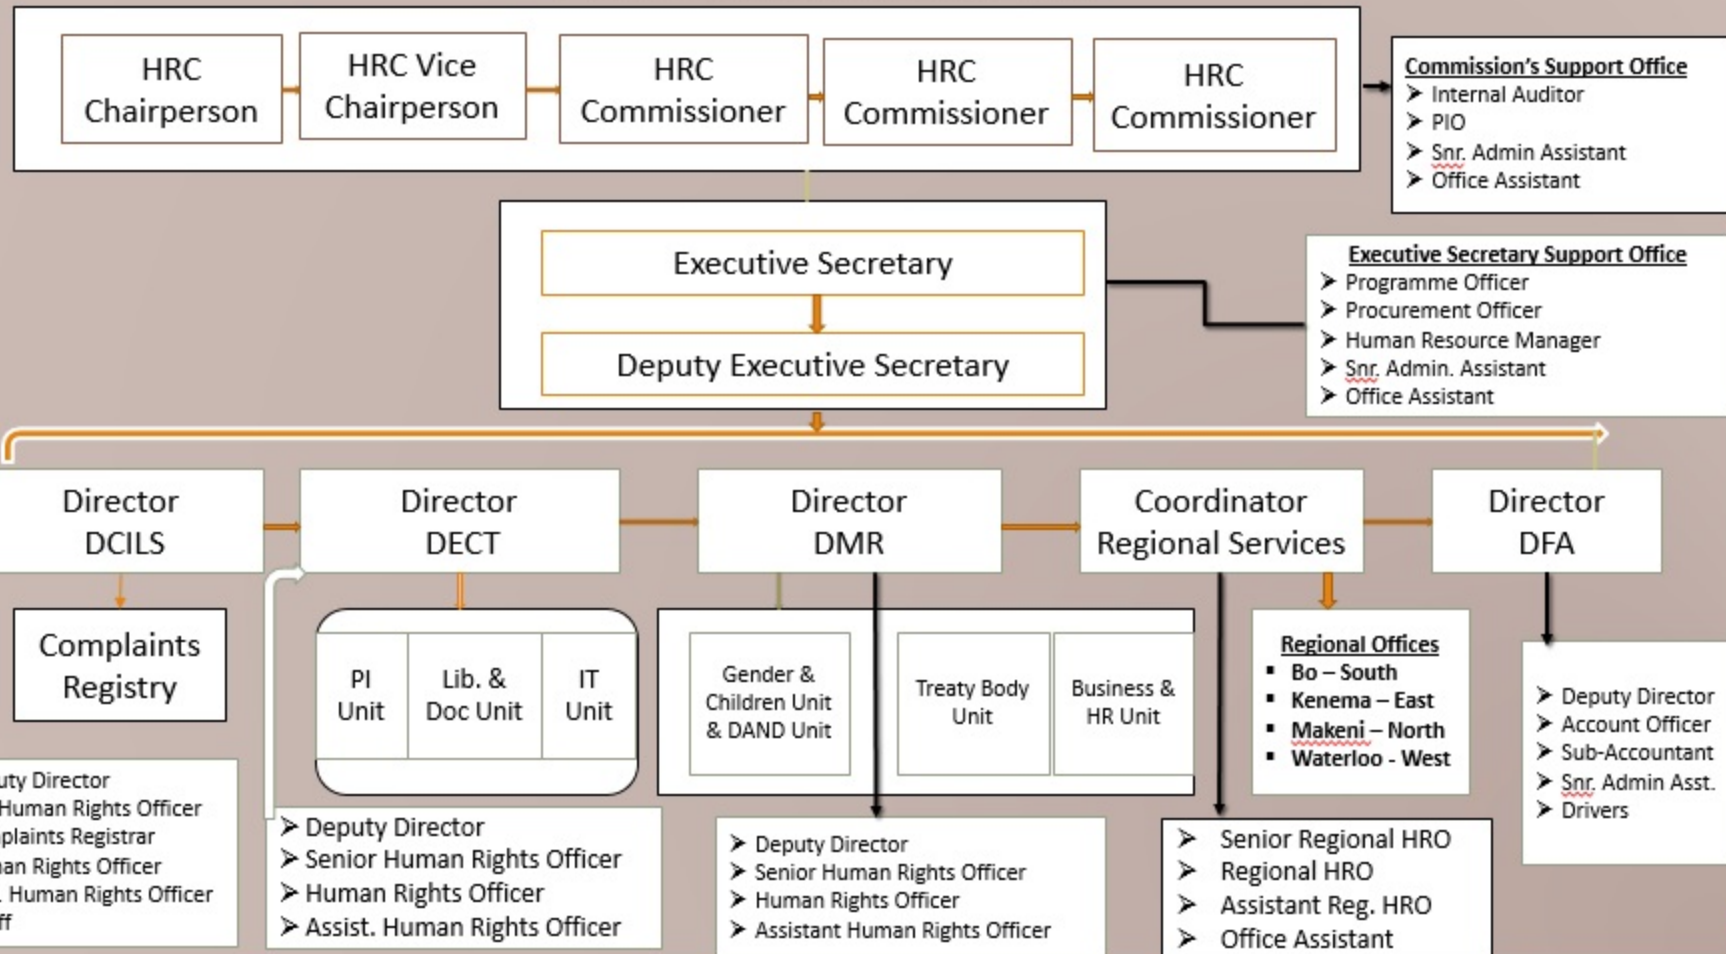 HRC
Chairperson
HRC Vice
Chairperson
HRC
Commissioner
HRC
Commissioner
HRC
Commissioner
Commission's Support Office
Internal Auditor
PIO
Snr. Admin Assistant
Office Assistant
Executive Secretary
Deputy Executive Secretary
Executive Secretary Support Office
Programme Officer
Procurement Officer
Human Resource Manager
Snr. Admin. Assistant
Office Assistant
Director
DCILS
Director
DECT
Director
DMR
Coordinator
Regional Services
Director
DFA
Complaints
Registry
PI
Unit
Lib. &
Doc Unit
IT
Unit
Gender &
Children Unit
& DAND Unit
Treaty Body
Unit
Business &
HR Unit
Regional Offices
Bo – South
Kenema – East
Makeni – North
Waterloo - West
Deputy Director
Account Officer
Sub-Accountant
Snr. Admin Asst.
Drivers
Director
Human Rights Officer
Registrar
Rights Officer
Human Rights Officer
Deputy Director
Senior Human Rights Officer
Human Rights Officer
Assist. Human Rights Officer
Deputy Director
Senior Human Rights Officer
Human Rights Officer
Assistant Human Rights Officer
Senior Regional HRO
Regional HRO
Assistant Reg. HRO
Office Assistant